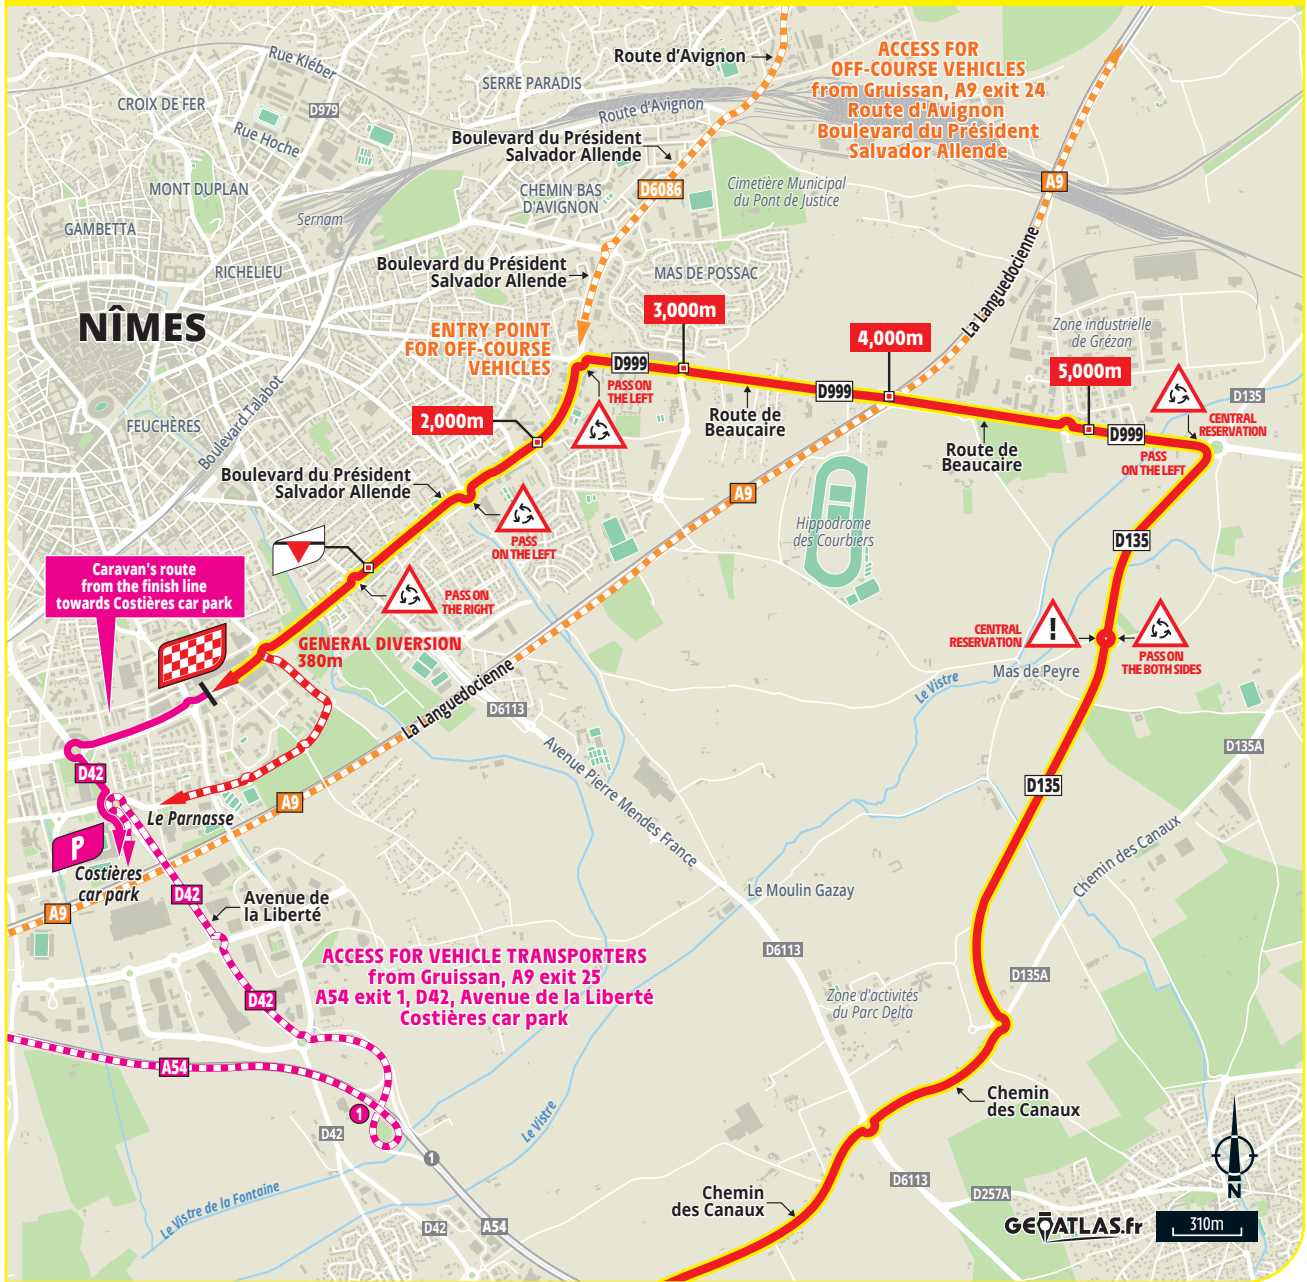 Route d'Avignon
ACCESS FOR
OFF-COURSE VEHICLES
from Gruissan, A9 exit 24
Route d'Avignon
Boulevard du Président
Salvador Allende
Rue Kléber
SERRE PARADIS
CROIX DE FER
D979
Route d'Avignon
Rue Hoche
Boulevard du Président
Salvador Allende
MONT DUPLAN
CHEMIN BAS
D'AVIGNON
D6086
Cimetière Municipal
du Pont de Justice
A9
Sernam
GAMBETTA
RICHELIEU
Boulevard du Président
Salvador Allende
MAS DE POSSAC
La Languedocienne
NÎMES
3,000m
ENTRY POINT
FOR OFF-COURSE
VEHICLES
4,000m
Zone industrielle
de Grézan
5,000m
D999
PASS ON
THE LEFT
D999
D135
Route de
Beaucaire
CENTRAL
RESERVATION
2,000m
FEUCHÈRES
Boulevard Talabot
D999
Route de
Beaucaire
PASS
ON THE LEFT
Boulevard du Président
Salvador Allende
A9
Hippodrome
des Courbiers
PASS
ON THE LEFT
D135
Caravan's route
from the finish line
towards Costières car park
PASS ON
THE RIGHT
GENERAL DIVERSION
380m
CENTRAL
RESERVATION
!
PASS ON
THE BOTH SIDES
Mas de Peyre
Le Vistre
La Languedocienne
D6113
D135A
Avenue Pierre Mendès France
D42
D135
A9
Le Parnasse
P
Costières
car park
Chemin des Canaux
D42
Avenue de
la Liberté
Le Moulin Gazay
A9
ACCESS FOR VEHICLE TRANSPORTERS
from Gruissan, A9 exit 25
A54 exit 1, D42, Avenue de la Liberté
Costières car park
D6113
D135A
D42
Zone d'activités
du Parc Delta
A54
1
D42
Le Vistre
Chemin
des Canaux
1
D6113
D257A
Le Vistre de la Fontaine
Chemin
des Canaux
D42
A54
N
GEOATLAS.fr
310m